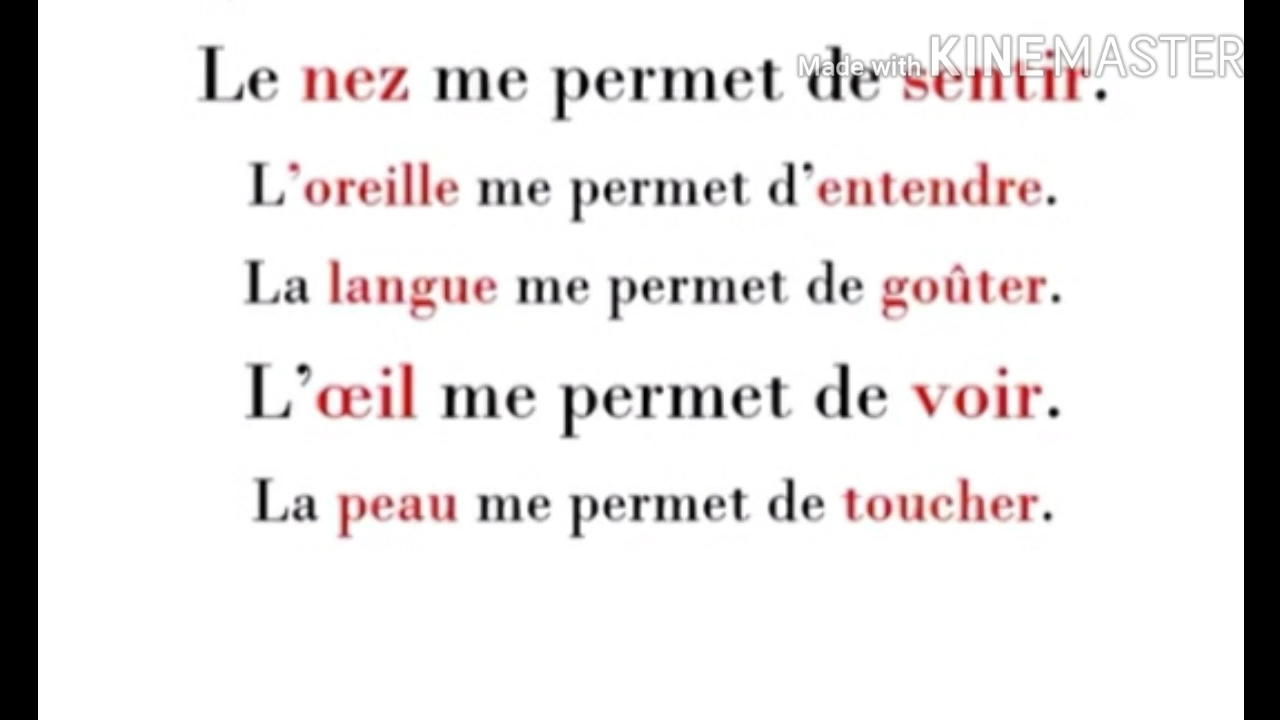 Made with KINEMASTER
Le nez me permet de sentir.
L’oreille me permet d’entendre.
La langue me permet de goûter.
L’œil me permet de voir.
La peau me permet de toucher.